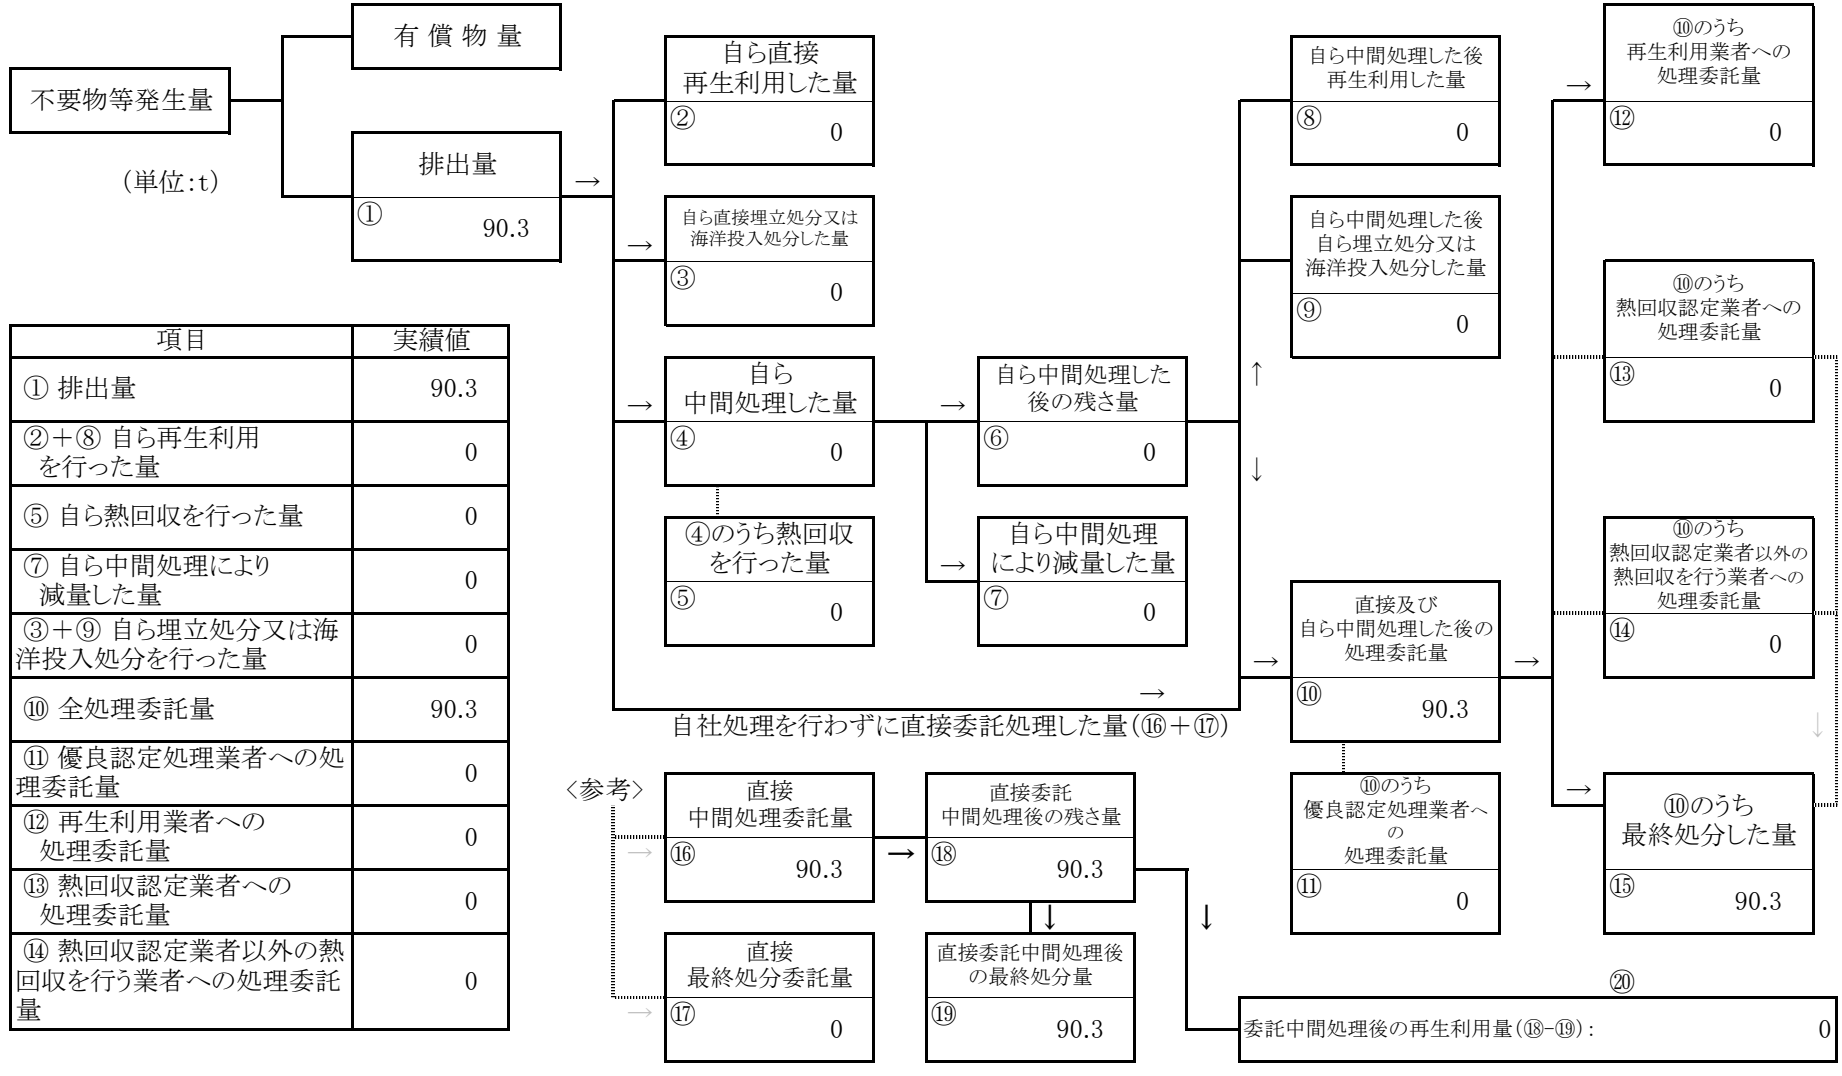 有 償 物 量
不要物等発生量
(単位:t)
排出量
①
90.3
→
自ら直接
再生利用した量
②
0
→
自ら直接埋立処分又は
海洋投入処分した量
③
0
→
自ら
中間処理した量
④
0
④のうち熱回収
を行った量
⑤
0
→
自ら中間処理した
後の残さ量
⑥
0
→
自ら中間処理
により減量した量
⑦
0
自ら中間処理した後
再生利用した量
⑧
0
自ら中間処理した後
自ら埋立処分又は
海洋投入処分した量
⑨
0
↑
↓
→
直接及び
自ら中間処理した後の
処理委託量
⑩
90.3
→
⑩のうち
優良認定処理業者へ
の
処理委託量
⑪
0
→
⑩のうち
再生利用業者への
処理委託量
⑫
0
⑩のうち
熱回収認定業者への
処理委託量
⑬
0
⑩のうち
熱回収認定業者以外の
熱回収を行う業者への
処理委託量
⑭
0
↓
→
⑩のうち
最終処分した量
⑮
90.3
→
自社処理を行わずに直接委託処理した量(⑯+⑰)
<参考>
→
直接
中間処理委託量
⑯
90.3
→
直接
最終処分委託量
⑰
0
→
直接委託
中間処理後の残さ量
⑱
90.3
↓
直接委託中間処理後
の最終処分量
⑲
90.3
↓
⑳
委託中間処理後の再生利用量(⑱-⑲): 0
項目 実績値
① 排出量 90.3
②+⑧ 自ら再生利用
を行った量 0
⑤ 自ら熱回収を行った量 0
⑦ 自ら中間処理により
減量した量 0
③+⑨ 自ら埋立処分又は海
洋投入処分を行った量 0
⑩ 全処理委託量 90.3
⑪ 優良認定処理業者への処
理委託量 0
⑫ 再生利用業者への
処理委託量 0
⑬ 熱回収認定業者への
処理委託量 0
⑭ 熱回収認定業者以外の熱
回収を行う業者への処理委託 0
量